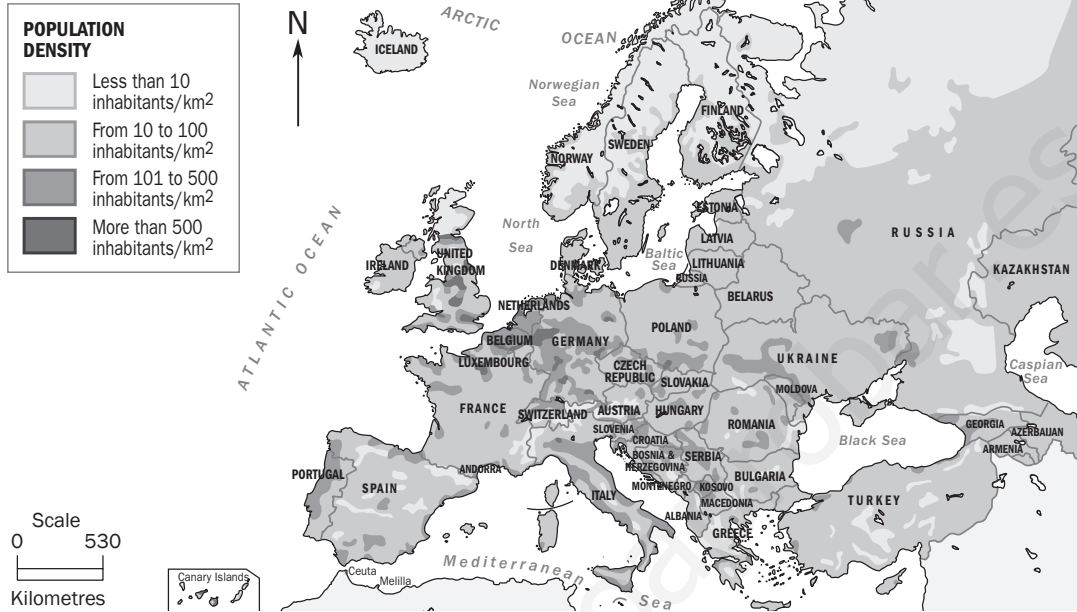 POPULATION
DENSITY
Less than 10
inhabitants/km2
From 10 to 100
inhabitants/km2
From 101 to 500
inhabitants/km2
More than 500
inhabitants/km2
N
ARCTIC
OCEAN
ICELAND
Norwegian
Sea
FINLAND
SWEDEN
NORWAY
ESTONIA
North
Sea
RUSSIA
LATVIA
UNITED
KINGDOM
IRELAND
DENMARK
Baltic
Sea
LITHUANIA
RUSSIA
KAZAKHSTAN
ATLANTIC OCEAN
NETHERLANDS
BELARUS
BELGIUM
GERMANY
POLAND
LUXEMBOURG
CZECH
REPUBLIC
UKRAINE
Caspian
Sea
SLOVAKIA
MOLDOVA
FRANCE
SWITZERLAND
AUSTRIA
HUNGARY
ROMANIA
SLOVENIA
CROATIA
Black Sea
GEORGIA
AZERBAIJAN
ARMENIA
BOSNIA &
HERZEGOVINA
SERBIA
ANDORRA
PORTUGAL
SPAIN
ITALY
MONTENEGRO
KOSOVO
BULGARIA
MACEDONIA
ALBANIA
GREECE
TURKEY
Scale
0 530
Kilometres
Canary Islands
Ceuta
Melilla
Mediterranean
Sea